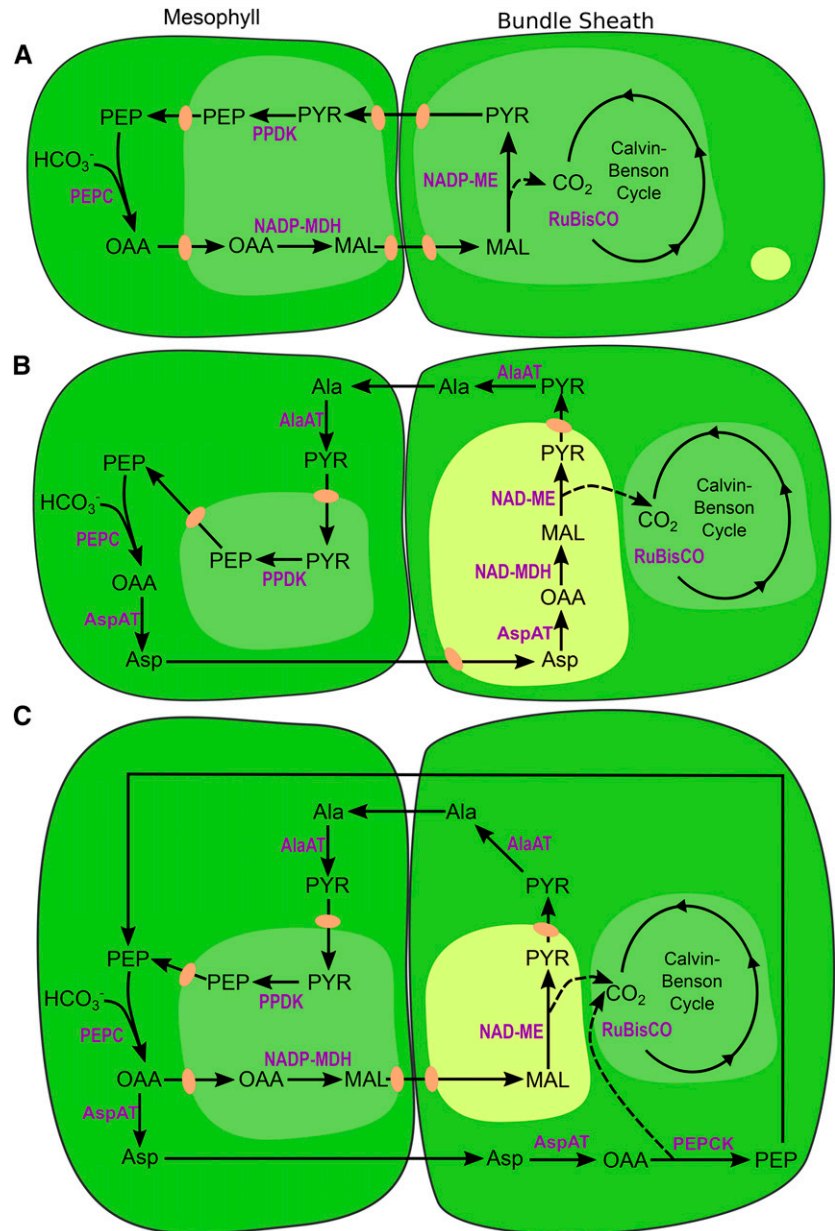 Mesophyll
Bundle Sheath
A
PEP
PEP
PYR
PYR
PPDK
HCO₃⁻
PEPC
NADP-ME
CO₂
Calvin-
Benson
Cycle
RuBisCO
NADP-MDH
OAA
OAA
MAL
MAL
B
Ala
Ala
AlaAT
PYR
AlaAT
PYR
PYR
PEP
NAD-ME
HCO₃⁻
PEPC
CO₂
Calvin-
Benson
Cycle
RuBisCO
MAL
PEP
PPDK
PYR
NAD-MDH
OAA
OAA
AspAT
AspAT
Asp
Asp
C
Ala
Ala
AlaAT
AlaAT
PYR
PYR
PEP
PEP
PPDK
PYR
PYR
HCO₃⁻
PEPC
NAD-ME
CO₂
Calvin-
Benson
Cycle
RuBisCO
NADP-MDH
OAA
OAA
MAL
MAL
AspAT
Asp
Asp
AspAT
OAA
PEPCK
PEP